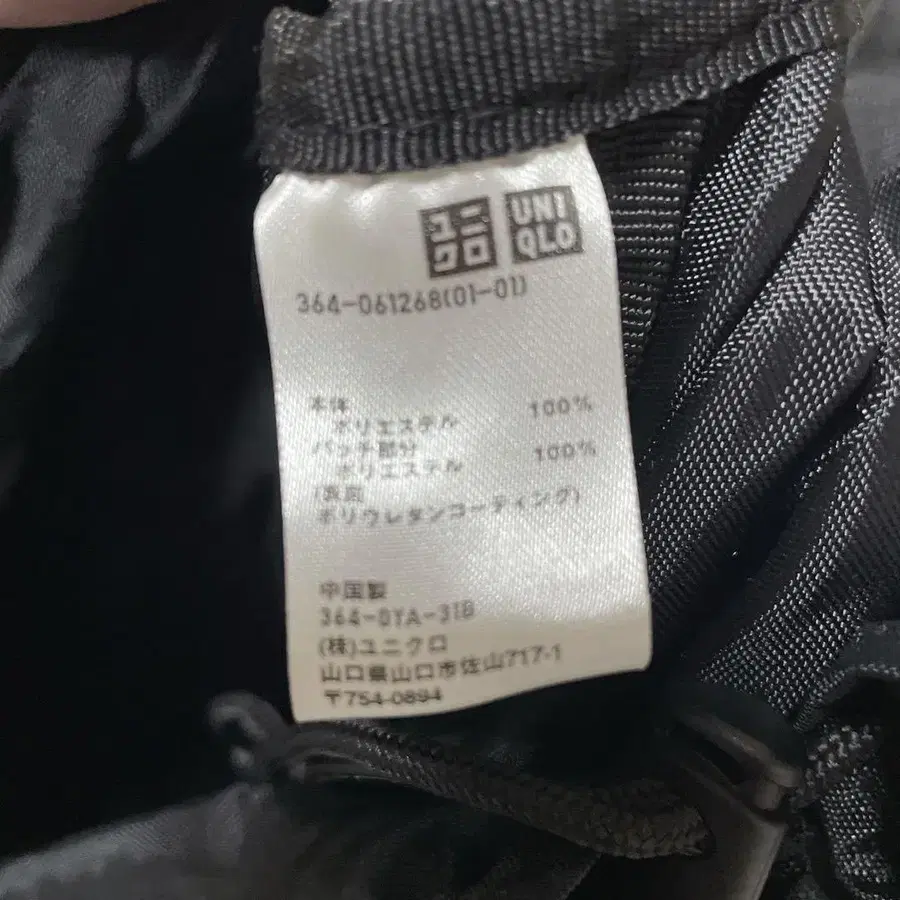 ユニクロ UNIQLO
364-061268(01-01)
本体
ポリエステル 100%
パッチ部分
ポリエステル 100%
(表面
ポリウレタンコーティング)
中国製
364-0YA-31B
(株)ユニクロ
山口県山口市佐山717-1
〒754-0894